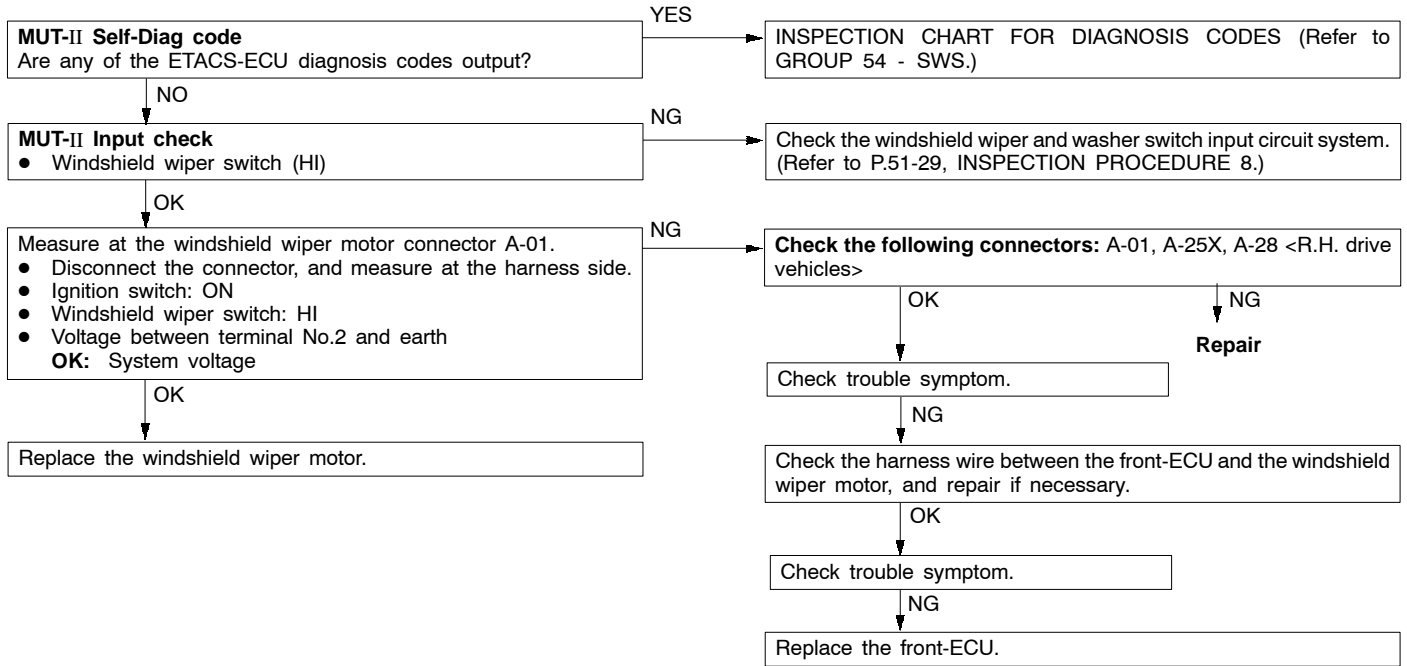 MUT-II Self-Diag code
Are any of the ETACS-ECU diagnosis codes output?
YES
INSPECTION CHART FOR DIAGNOSIS CODES (Refer to
GROUP 54 - SWS.)
NO
MUT-II Input check
● Windshield wiper switch (HI)
NG
Check the windshield wiper and washer switch input circuit system.
(Refer to P.51-29, INSPECTION PROCEDURE 8.)
OK
Measure at the windshield wiper motor connector A-01.
● Disconnect the connector, and measure at the harness side.
● Ignition switch: ON
● Windshield wiper switch: HI
● Voltage between terminal No.2 and earth
OK: System voltage
NG
Check the following connectors: A-01, A-25X, A-28 <R.H. drive
vehicles>
OK
NG
Repair
Check trouble symptom.
OK
NG
Replace the windshield wiper motor.
Check the harness wire between the front-ECU and the windshield
wiper motor, and repair if necessary.
OK
Check trouble symptom.
NG
Replace the front-ECU.